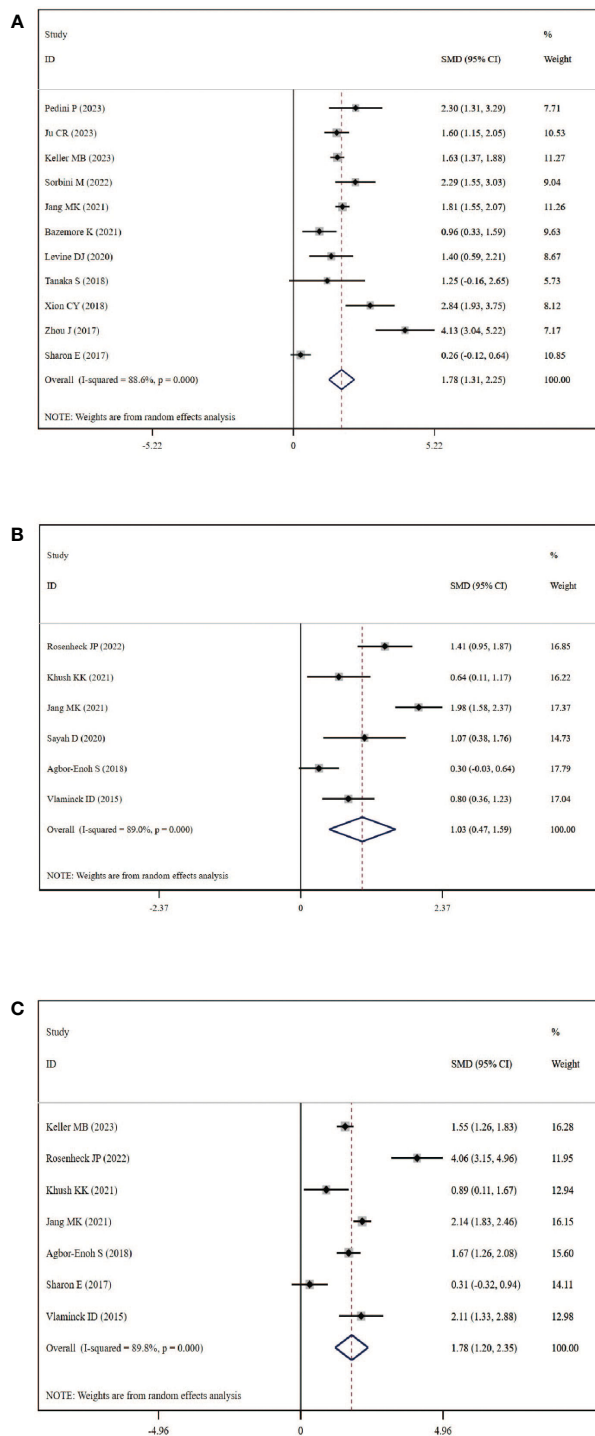 A
Study %
ID SMD (95% CI) Weight
Pedini P (2023) 2.30 (1.31, 3.29) 7.71
Ju CR (2023) 1.60 (1.15, 2.05) 10.53
Keller MB (2023) 1.63 (1.37, 1.88) 11.27
Sorbini M (2022) 2.29 (1.55, 3.03) 9.04
Jang MK (2021) 1.81 (1.55, 2.07) 11.26
Bazemore K (2021) 0.96 (0.33, 1.59) 9.63
Levine DJ (2020) 1.40 (0.59, 2.21) 8.67
Tanaka S (2018) 1.25 (-0.16, 2.65) 5.73
Xion CY (2018) 2.84 (1.93, 3.75) 8.12
Zhou J (2017) 4.13 (3.04, 5.22) 7.17
Sharon E (2017) 0.26 (-0.12, 0.64) 10.85
Overall (I-squared = 88.6%, p = 0.000) 1.78 (1.31, 2.25) 100.00
NOTE: Weights are from random effects analysis
-5.22 0 5.22
B
Study %
ID SMD (95% CI) Weight
Rosenheck JP (2022) 1.41 (0.95, 1.87) 16.85
Khush KK (2021) 0.64 (0.11, 1.17) 16.22
Jang MK (2021) 1.98 (1.58, 2.37) 17.37
Sayah D (2020) 1.07 (0.38, 1.76) 14.73
Agbor-Enoh S (2018) 0.30 (-0.03, 0.64) 17.79
Vlaminck ID (2015) 0.80 (0.36, 1.23) 17.04
Overall (I-squared = 89.0%, p = 0.000) 1.03 (0.47, 1.59) 100.00
NOTE: Weights are from random effects analysis
-2.37 0 2.37
C
Study %
ID SMD (95% CI) Weight
Keller MB (2023) 1.55 (1.26, 1.83) 16.28
Rosenheck JP (2022) 4.06 (3.15, 4.96) 11.95
Khush KK (2021) 0.89 (0.11, 1.67) 12.94
Jang MK (2021) 2.14 (1.83, 2.46) 16.15
Agbor-Enoh S (2018) 1.67 (1.26, 2.08) 15.60
Sharon E (2017) 0.31 (-0.32, 0.94) 14.11
Vlaminck ID (2015) 2.11 (1.33, 2.88) 12.98
Overall (I-squared = 89.8%, p = 0.000) 1.78 (1.20, 2.35) 100.00
NOTE: Weights are from random effects analysis
-4.96 0 4.96